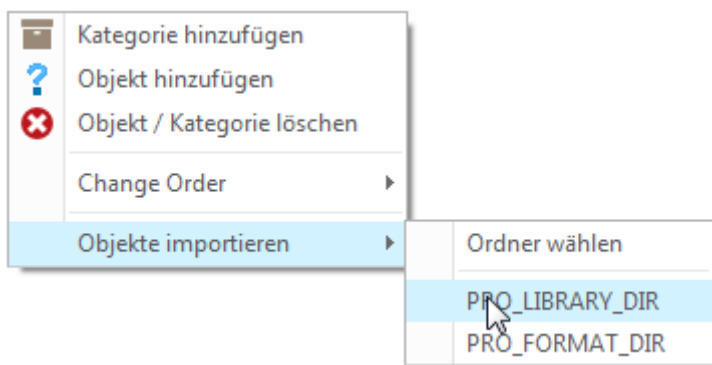 Kategorie hinzufügen
Objekt hinzufügen
Objekt / Kategorie löschen
Change Order
Objekte importieren
Ordner wählen
PRO_LIBRARY_DIR
PRO_FORMAT_DIR